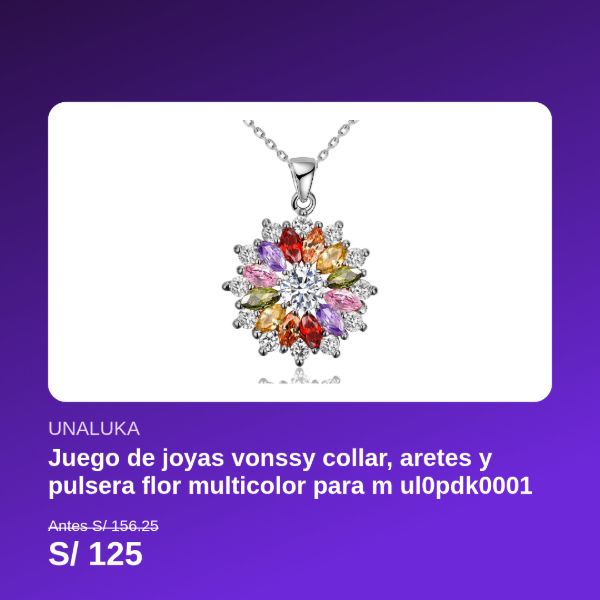 UNALUKA
Juego de joyas vonssy collar, aretes y
pulsera flor multicolor para m ul0pdk0001
Antes S/ 156.25
S/ 125